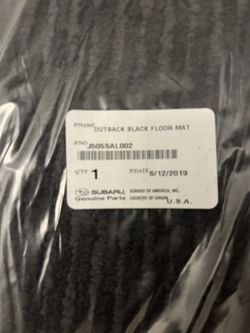 P/NAME OUTBACK BLACK FLOOR MAT
P/NO J505SAL002
Q'TY 1 P/DATE 6/12/2019
SUBARU SUBARU OF AMERICA, INC.
Genuine Parts COUNTRY OF ORIGIN U.S.A.